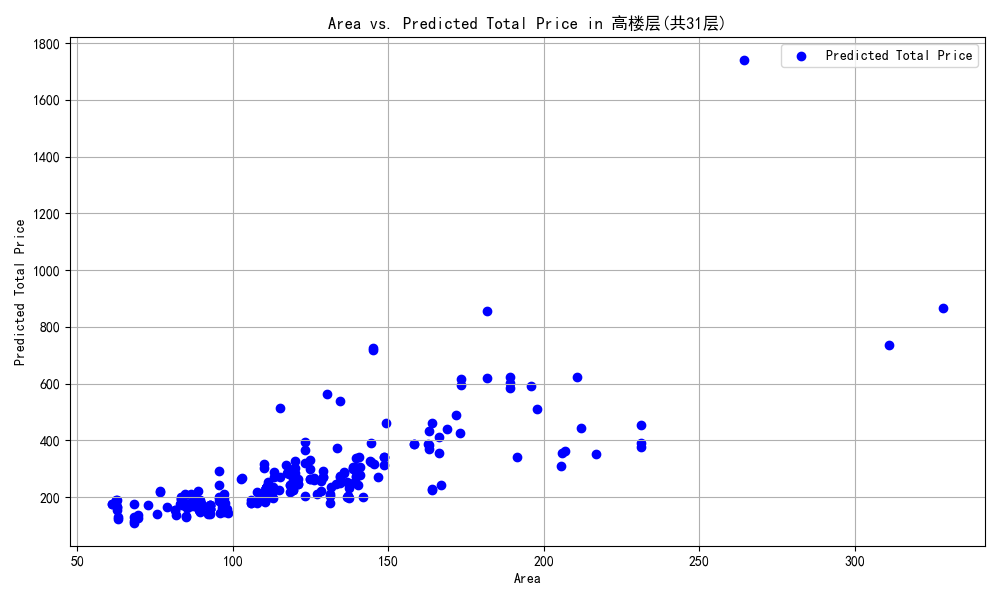 Area vs. Predicted Total Price in 高楼层(共31层)
Predicted Total Price
Predicted Total Price
1800
1600
1400
1200
1000
800
600
400
200
50 100 150 200 250 300
Area